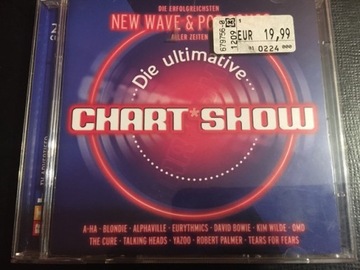 DIE ERFOLGREICHSTEN
NEW WAVE & PO
ALLER ZEITEN
EUR 19,99
0224 000
Die ultimative
CHART*SHOW
A-HA · BLONDIE · ALPHAVILLE · EURYTHMICS · DAVID BOWIE · KIM WILDE · OMD
THE CURE · TALKING HEADS · YAZOO · ROBERT PALMER · TEARS FOR FEARS